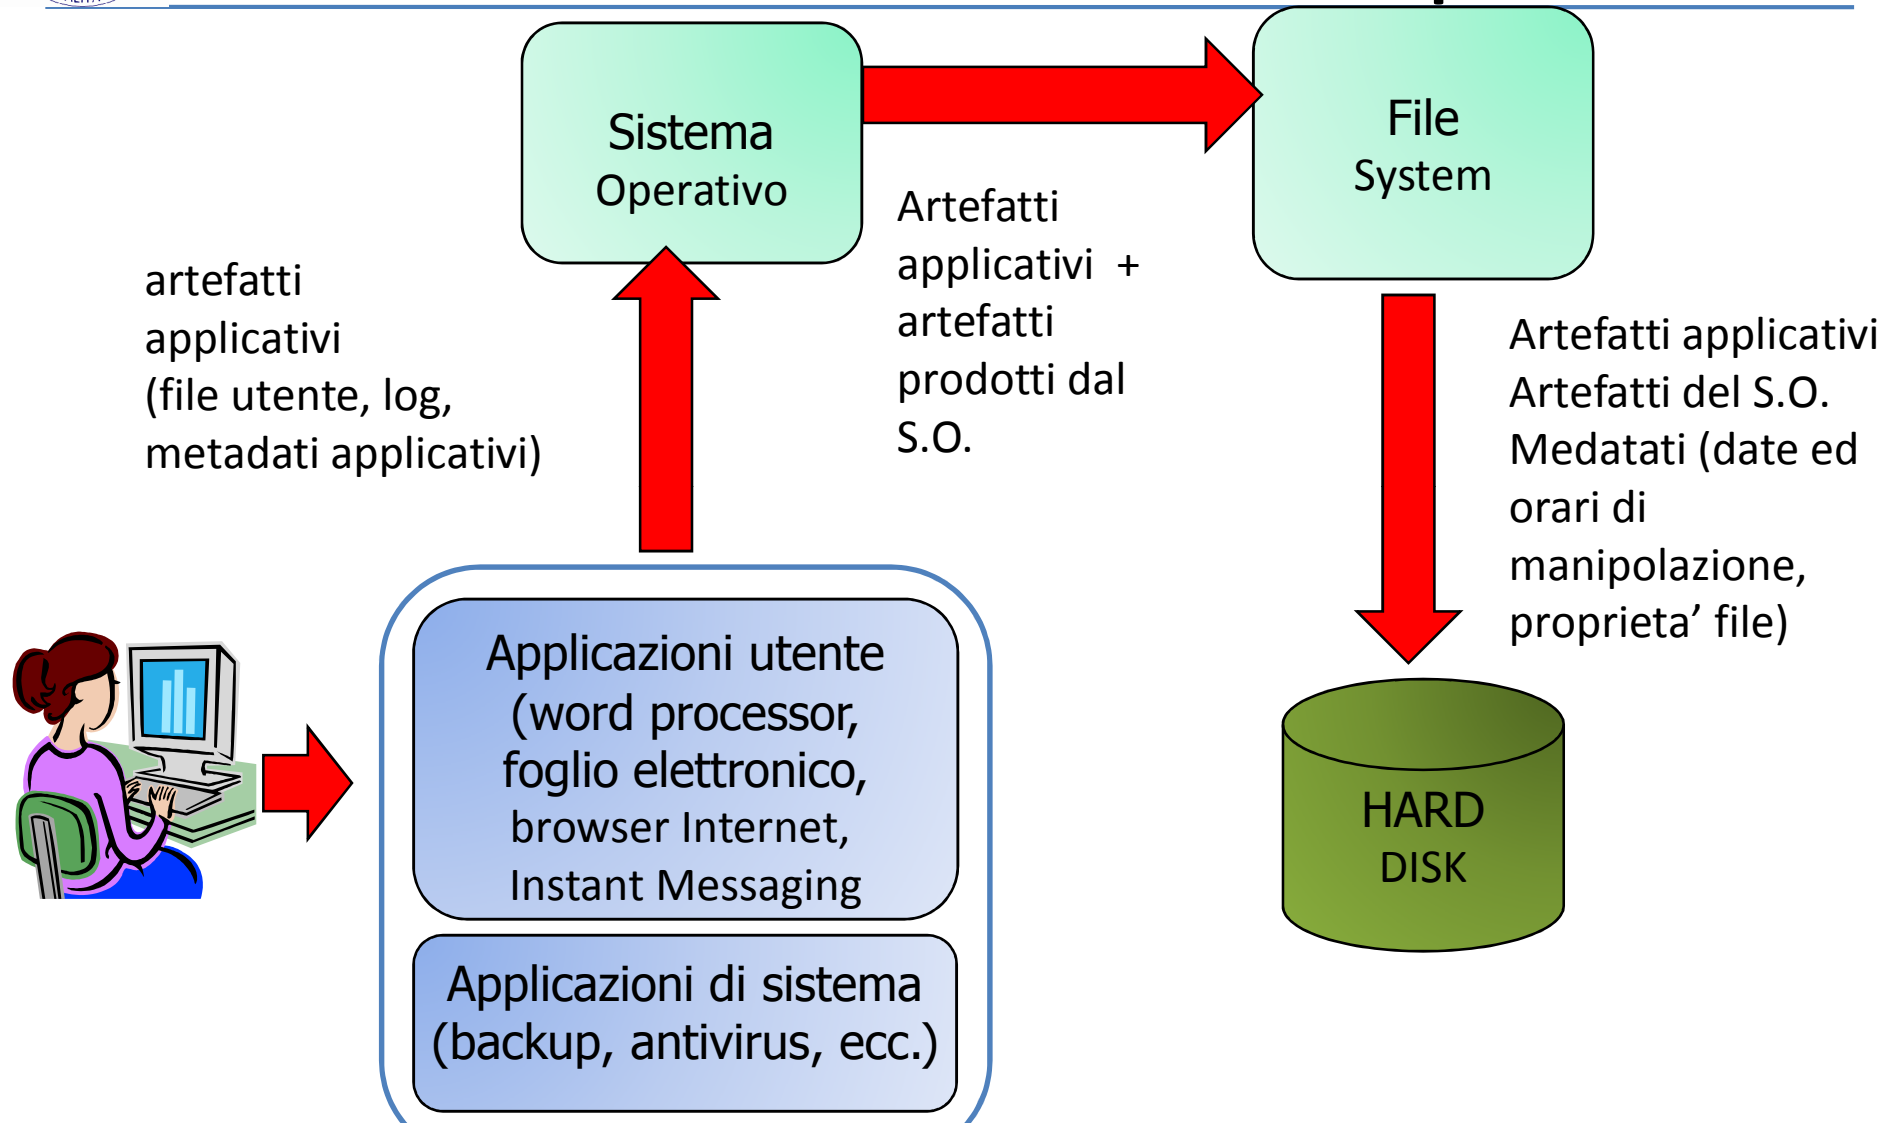 Sistema
Operativo
File
System
Artefatti
applicativi +
artefatti
prodotti dal
S.O.
artefatti
applicativi
(file utente, log,
metadati applicativi)
Artefatti applicativi
Artefatti del S.O.
Medatati (date ed
orari di
manipolazione,
proprieta’ file)
Applicazioni utente
(word processor,
foglio elettronico,
browser Internet,
Instant Messaging
Applicazioni di sistema
(backup, antivirus, ecc.)
HARD
DISK